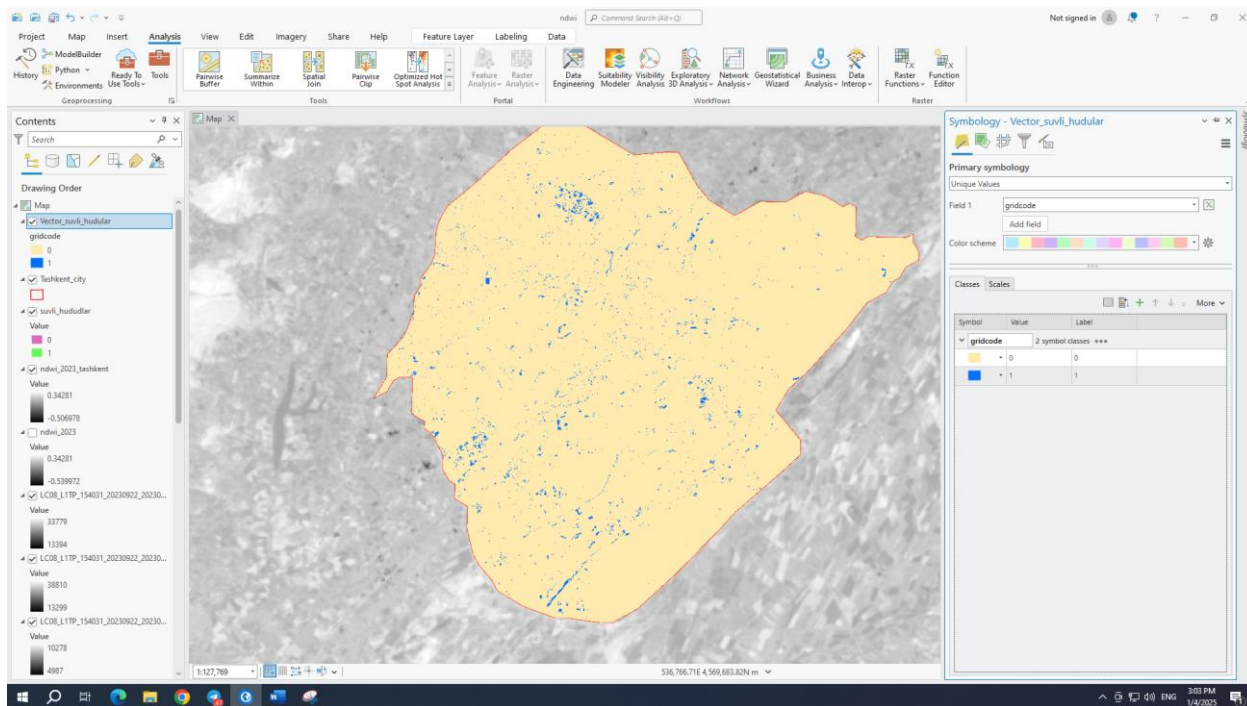 ndwi
Command Search (Alt+Q)
Not signed in
?
Project Map Insert Analysis View Edit Imagery Share Help Feature Layer Labeling Data
History
ModelBuilder
Python
Environments
Ready To Use Tools
Tools
Pairwise Buffer
Summarize Within
Spatial Join
Pairwise Clip
Optimized Hot Spot Analysis
Feature Analysis
Raster Analysis
Data Engineering
Suitability Modeler
Visibility Analysis
Exploratory 3D Analysis
Network Analysis
Geostatistical Wizard
Business Analysis
Data Interop
Raster Functions
Function Editor
Geoprocessing Tools Portal Workflows Raster
Contents
Search
Drawing Order
Map
Vector_suvli_hudular
gridcode
0
1
Tashkent_city
suvli_hududlar
Value
0
1
ndwi_2023_tashkent
Value
0.34281
-0.506978
ndwi_2023
Value
0.34281
-0.539972
LC08_L1TP_154031_20230922_20230...
Value
33779
13394
LC08_L1TP_154031_20230922_20230...
Value
38810
13299
LC08_L1TP_154031_20230922_20230...
Value
10278
4987
Map
1:127,769
536,766.71E 4,569,683.82N m
Symbology - Vector_suvli_hudular
Symbology
Primary symbology
Unique Values
Field 1 gridcode
Add field
Color scheme
Classes Scales
More
Symbol Value Label
gridcode 2 symbol classes
0 0
1 1
ENG
3:03 PM
1/4/2025